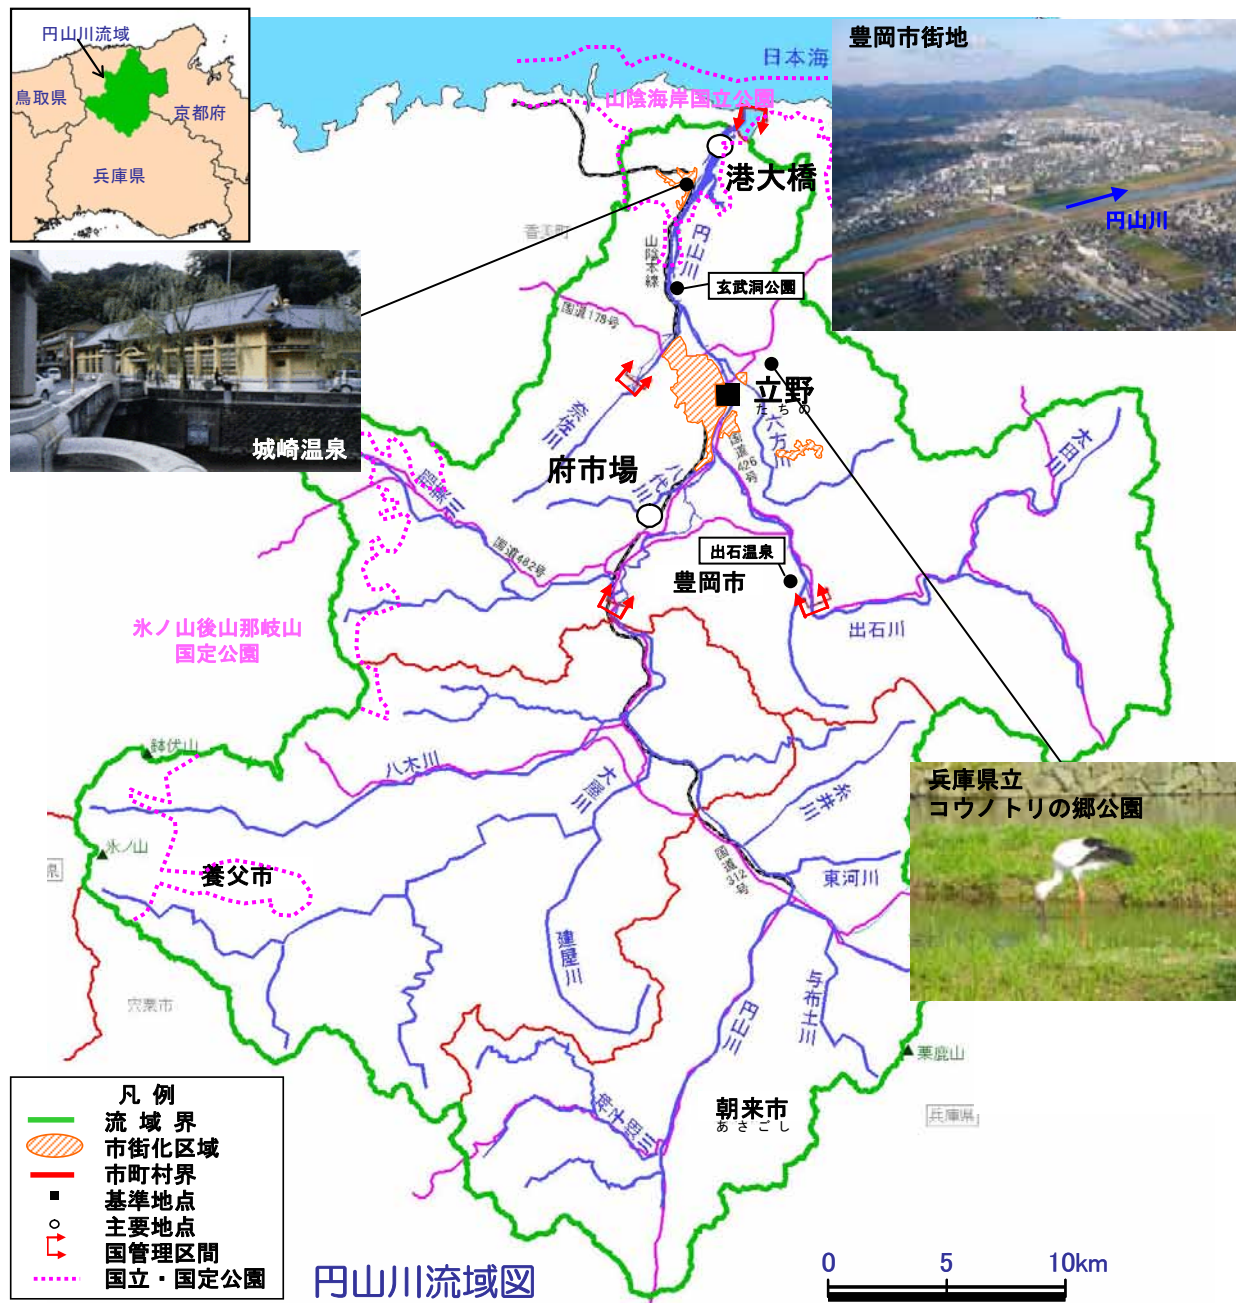 円山川流域
鳥取県
京都府
兵庫県
豊岡市街地
円山川
日本海
山陰海岸国立公園
港大橋
香美町
山陰本線
円山川
玄武洞公園
国道178号
城崎温泉
立野
たちの
奈佐川
六方川
国道426号
太田川
府市場
八代川
稲葉川
国道482号
出石温泉
豊岡市
出石川
氷ノ山後山那岐山
国定公園
鉢伏山
八木川
大屋川
糸井川
兵庫県立
コウノトリの郷公園
氷ノ山
県
養父市
国道312号
東河川
建屋川
与布土川
宍粟市
円山川
粟鹿山
朝来市
あさごし
兵庫県
凡 例
流 域 界
市街化区域
市町村界
基準地点
主要地点
国管理区間
国立・国定公園
円山川流域図
0 5 10km